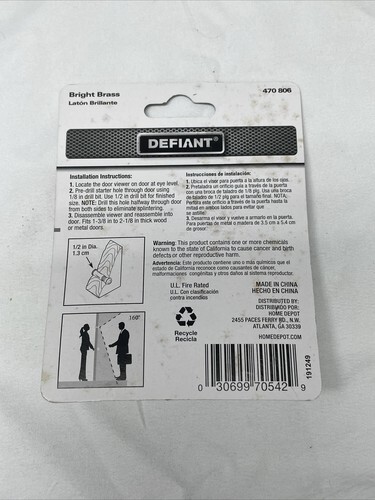 Bright Brass
Latón Brillante
470 806
DEFIANT®
Installation Instructions:
1. Locate the door viewer on door at eye level.
2. Pre-drill starter hole through door using
1/8 in drill bit. Use 1/2 in drill bit for finished
size. NOTE: Drill this hole halfway through door
from both sides to eliminate splintering.
3. Disassemble viewer and reassemble into
door. Fits 1-3/8 in to 2-1/8 in thick wood
or metal doors.
Instrucciones de instalación:
1. Ubica el visor para puerta a la altura de los ojos.
2. Pretaladra un orificio guía a través de la puerta
con una broca de taladro de 1/8 pulg. Usa una broca
de taladro de 1/2 pulg para el tamaño final. NOTA:
Perfora este orificio a través de la puerta hasta la
mitad en ambos lados para evitar que
se astille!
3. Desarma el visor y vuelve a armarlo en la puerta.
Para puertas de metal o madera de 3.5 cm a 5.4 cm
de grosor.
1/2 in Dia.
1.3 cm
Warning: This product contains one or more chemicals
known to the state of California to cause cancer and birth
defects or other reproductive harm.
Advertencia: Este producto contiene uno o más químicos que el
estado de California reconoce como causantes de cáncer,
malformaciones congénitas y otros daños al sistema reproductor.
U.L. Fire Rated
U.L. Con clasificación
contra incendios
MADE IN CHINA
HECHO EN CHINA
DISTRIBUTED BY:
DISTRIBUIDO POR:
HOME DEPOT
2455 PACES FERRY RD., N.W.
ATLANTA, GA 30339
HOMEDEPOT.COM
160°
Recycle
Recicla
0 30699 70542 9
191249